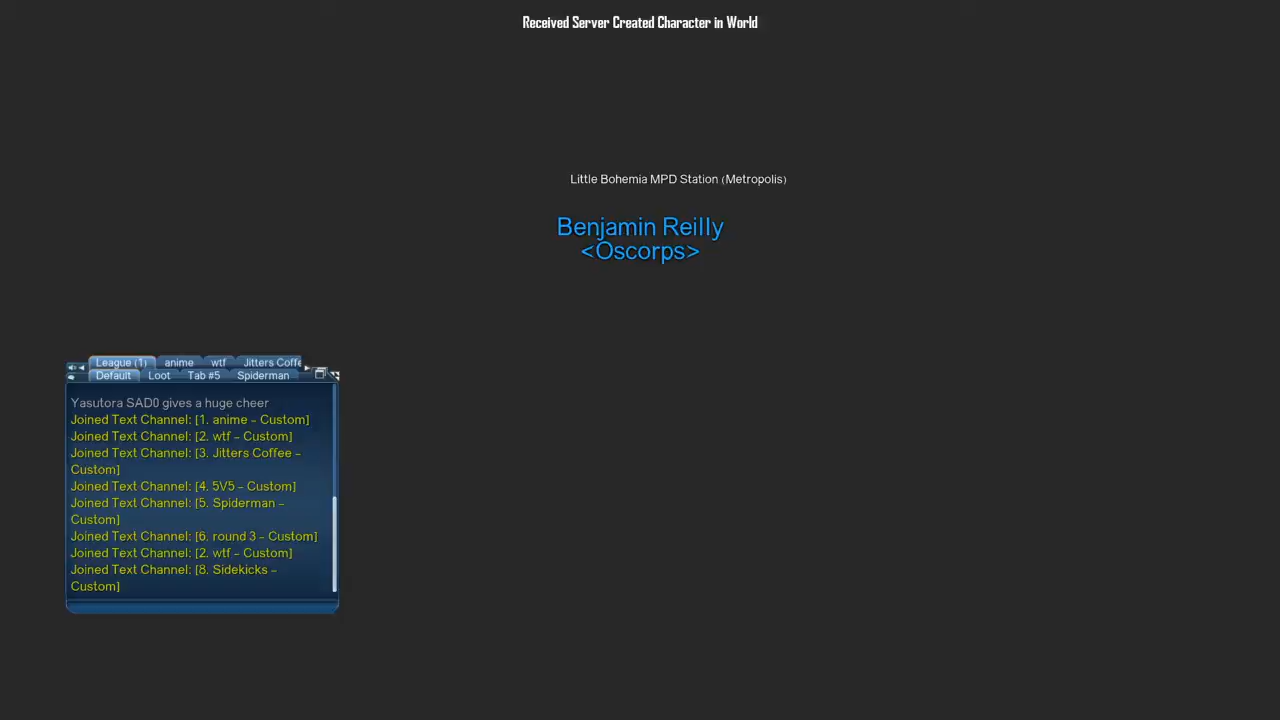 Received Server Created Character in World
Little Bohemia MPD Station (Metropolis)
Benjamin Reilly
<Oscorps>
League (1) anime wtf Jitters Coffe
Default Loot Tab #5 Spiderman
Yasutora SAD0 gives a huge cheer
Joined Text Channel: [1. anime - Custom]
Joined Text Channel: [2. wtf - Custom]
Joined Text Channel: [3. Jitters Coffee -
Custom]
Joined Text Channel: [4. 5V5 - Custom]
Joined Text Channel: [5. Spiderman -
Custom]
Joined Text Channel: [6. round 3 - Custom]
Joined Text Channel: [2. wtf - Custom]
Joined Text Channel: [8. Sidekicks -
Custom]